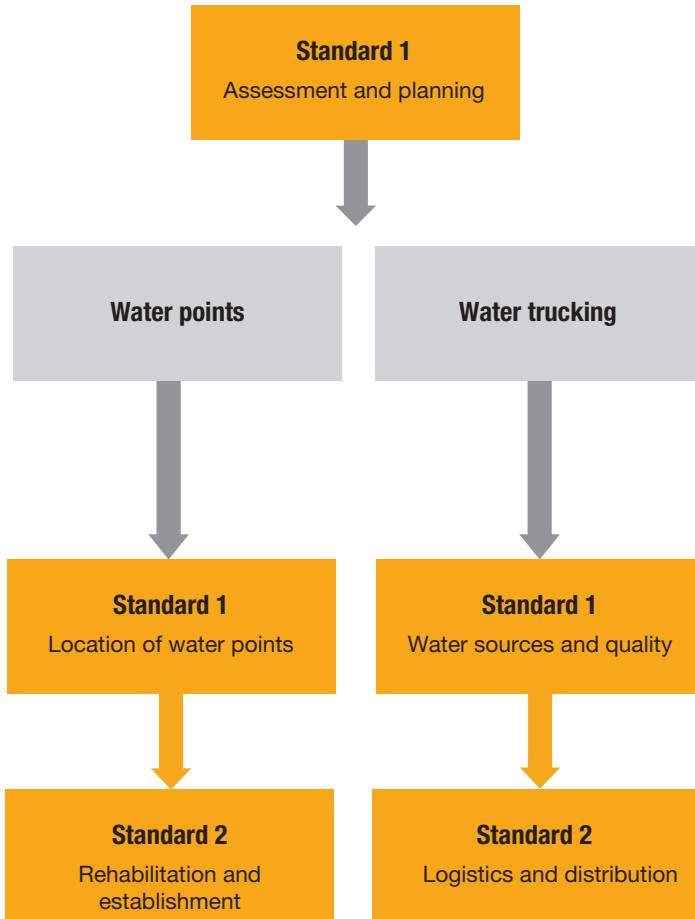 Standard 1
Assessment and planning
Water points
Water trucking
Standard 1
Location of water points
Standard 1
Water sources and quality
Standard 2
Rehabilitation and
establishment
Standard 2
Logistics and distribution